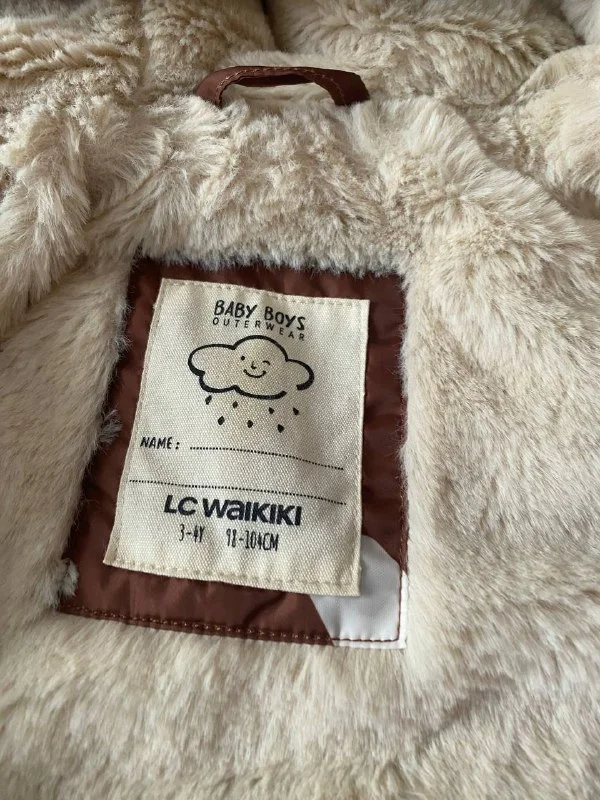 BABY BOYS
OUTERWEAR
NAME:
LC WAIKIKI
3-4Y 98-104CM